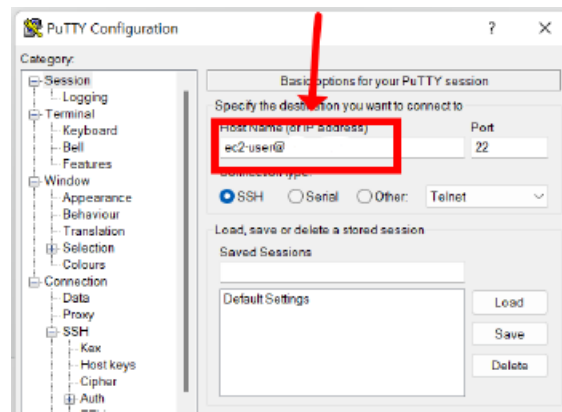 PuTTY Configuration ? ×
Category:
Session
Logging
Terminal
Keyboard
Bell
Features
Window
Appearance
Behaviour
Translation
Selection
Colours
Connection
Data
Proxy
SSH
Kex
Host keys
Cipher
Auth
Basic options for your PuTTY session
Specify the destination you want to connect to
Host Name (or IP address) Port
ec2-user@ 22
Connection type:
SSH Serial Other: Telnet
Load, save or delete a stored session
Saved Sessions
Default Settings
Load
Save
Delete